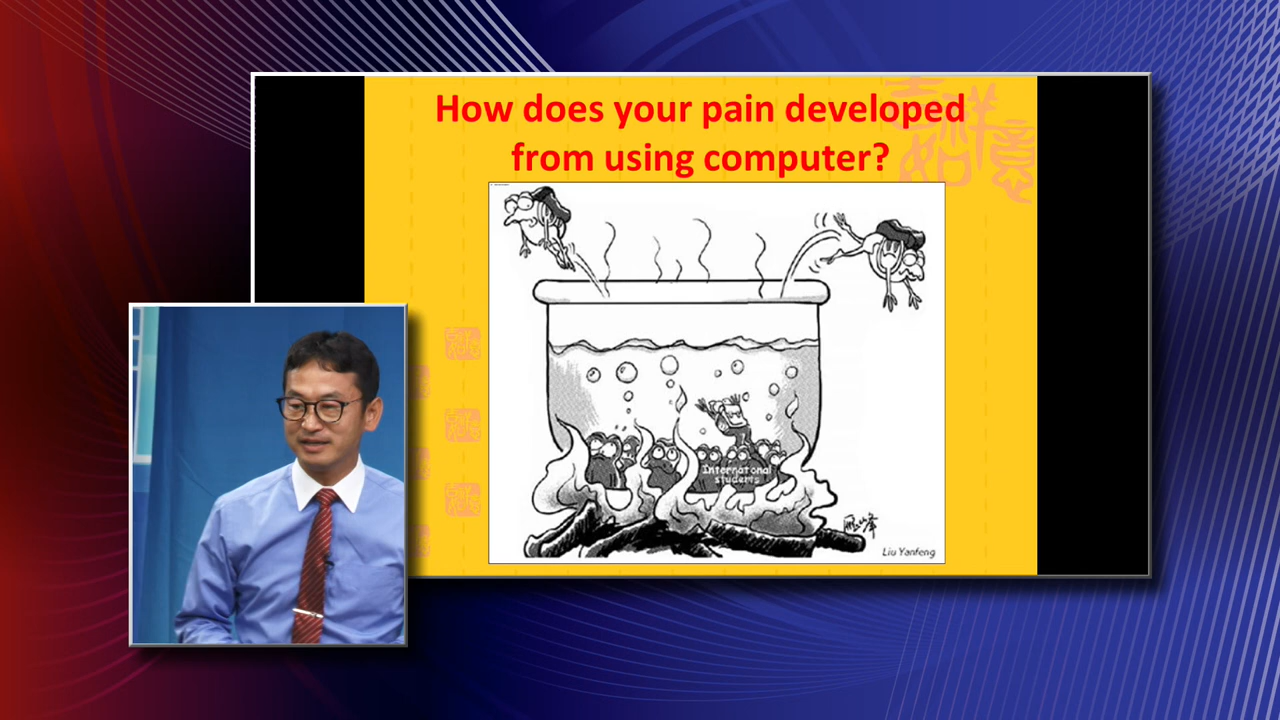 How does your pain developed
from using computer?
International
students
Liu Yanfeng